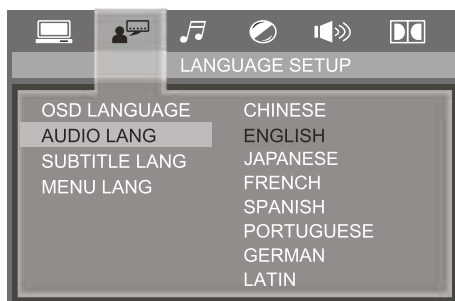 LANGUAGE SETUP
OSD LANGUAGE
AUDIO LANG
SUBTITLE LANG
MENU LANG
CHINESE
ENGLISH
JAPANESE
FRENCH
SPANISH
PORTUGUESE
GERMAN
LATIN